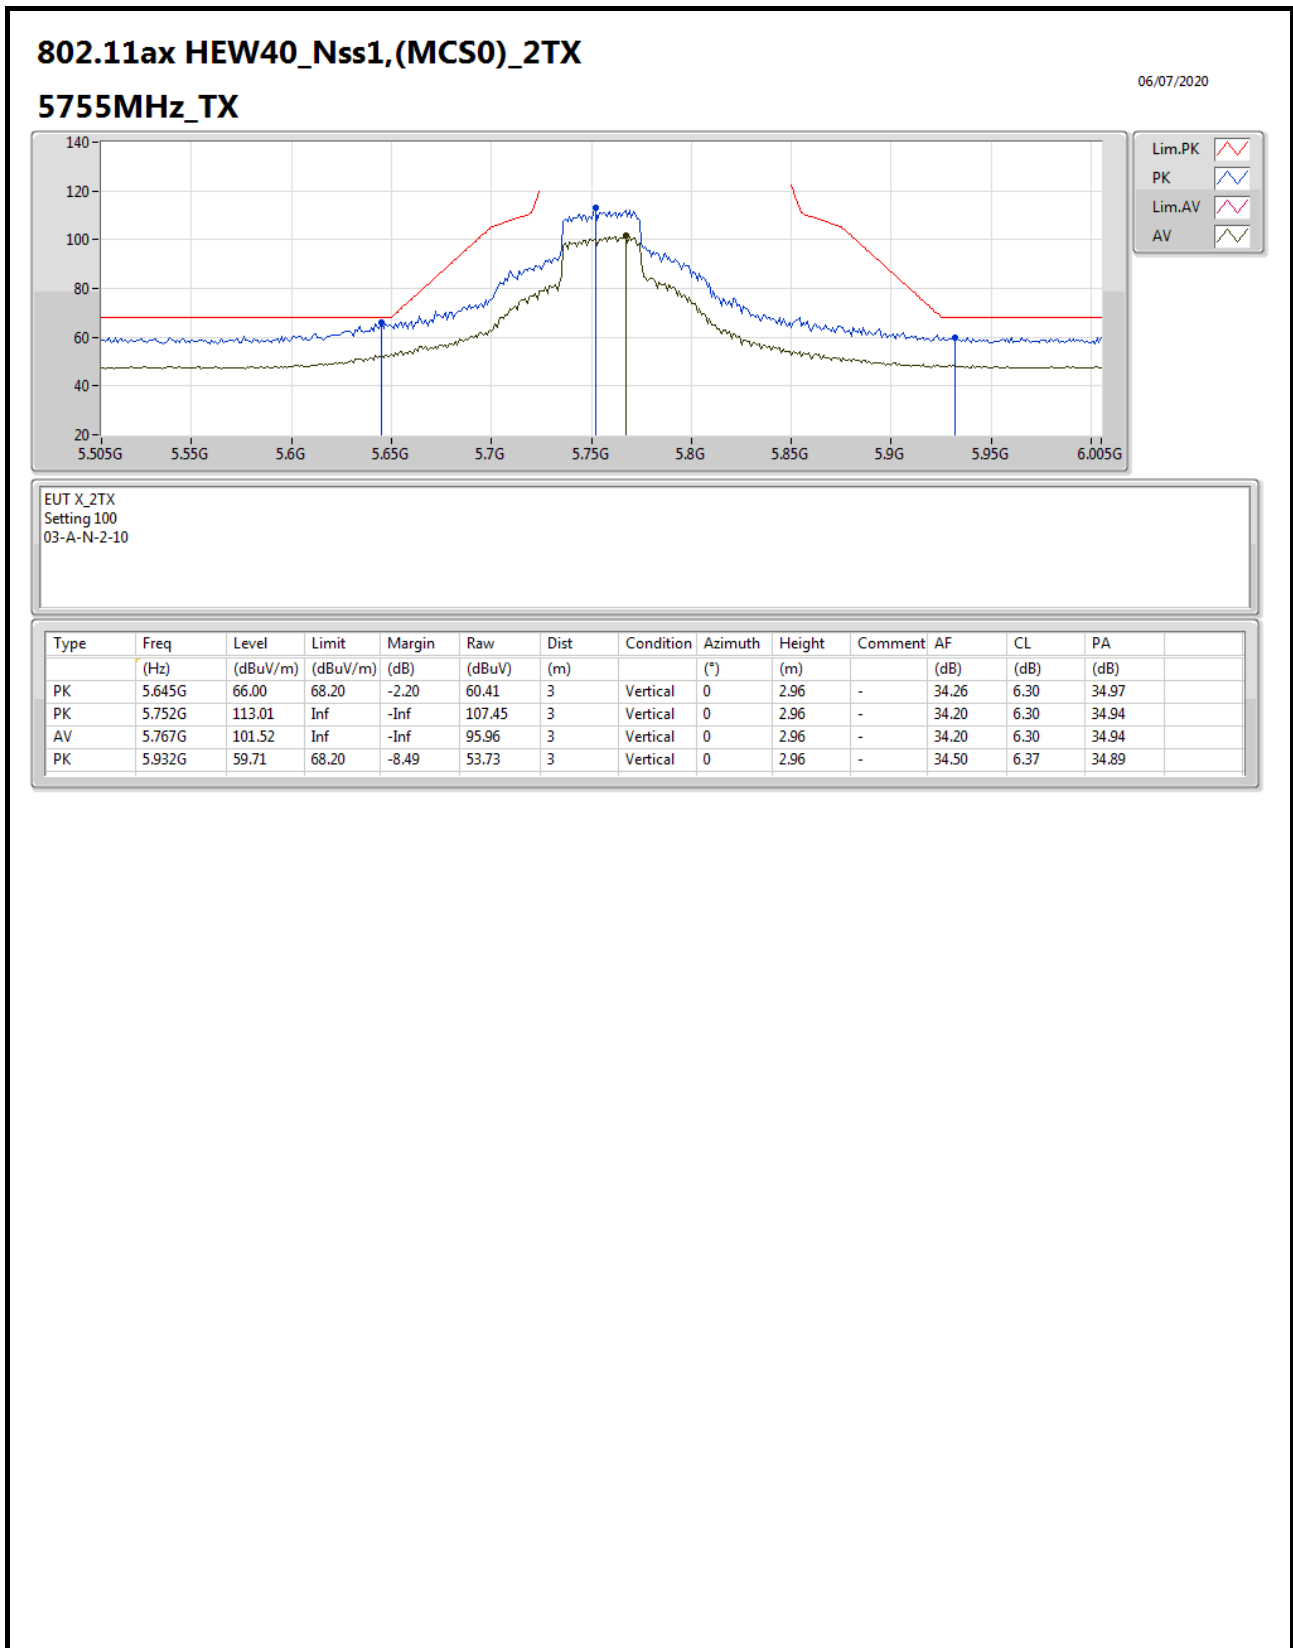 802.11ax HEW40_Nss1,(MCS0)_2TX
06/07/2020
5755MHz_TX
140
120
100
80
60
40
20
5.505G 5.55G 5.6G 5.65G 5.7G 5.75G 5.8G 5.85G 5.9G 5.95G 6.005G
Lim.PK
PK
Lim.AV
AV
EUT X_2TX
Setting 100
03-A-N-2-10
Type Freq Level Limit Margin Raw Dist Condition Azimuth Height Comment AF CL PA
(Hz) (dBuV/m) (dBuV/m) (dB) (dBuV) (m) (°) (m) (dB) (dB) (dB)
PK 5.645G 66.00 68.20 -2.20 60.41 3 Vertical 0 2.96 - 34.26 6.30 34.97
PK 5.752G 113.01 Inf -Inf 107.45 3 Vertical 0 2.96 - 34.20 6.30 34.94
AV 5.767G 101.52 Inf -Inf 95.96 3 Vertical 0 2.96 - 34.20 6.30 34.94
PK 5.932G 59.71 68.20 -8.49 53.73 3 Vertical 0 2.96 - 34.50 6.37 34.89